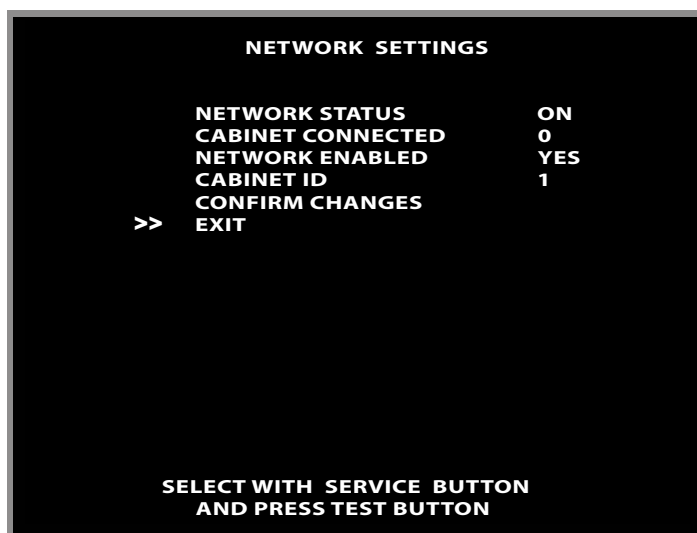 NETWORK SETTINGS
NETWORK STATUS ON
CABINET CONNECTED 0
NETWORK ENABLED YES
CABINET ID 1
CONFIRM CHANGES
>> EXIT
SELECT WITH SERVICE BUTTON
AND PRESS TEST BUTTON